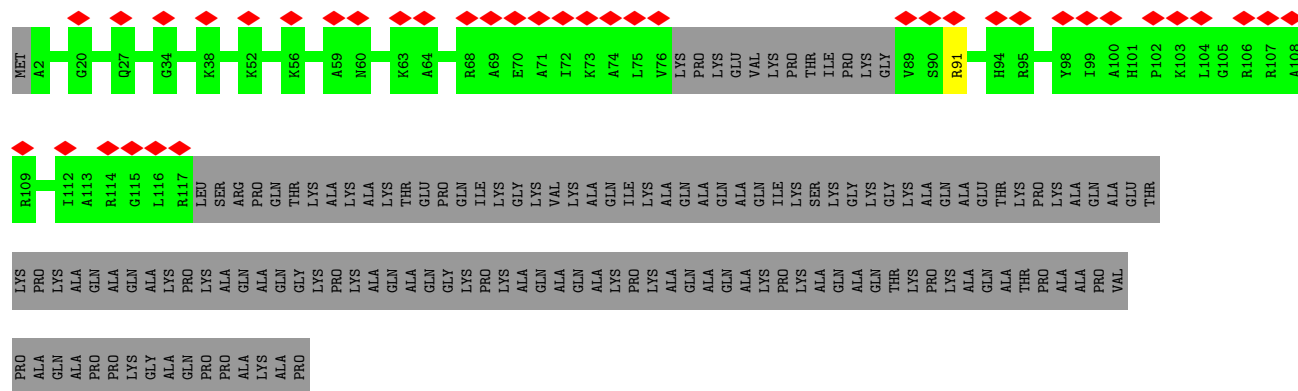 MET A2 G20 Q27 G34 K38 K52 K56 A59 N60 K63 A64 R68 A69 E70 A71 I72 K73 A74 L75 V76 LYS PRO LYS GLU VAL LYS PRO THR ILE PRO LYS GLY V89 S90 R91 H94 R95 Y98 I99 A100 H101 P102 K103 L104 G105 R106 R107 A108
R109 I112 A113 R114 G115 L116 R117 LEU SER ARG PRO GLN THR LYS ALA LYS ALA LYS THR GLU PRO GLN ILE LYS GLY LYS VAL LYS ALA GLN ILE LYS ALA GLN ALA GLN ALA GLN ILE LYS SER LYS GLY LYS GLY LYS ALA GLN ALA GLU THR LYS PRO LYS ALA GLN ALA GLU THR
LYS PRO LYS ALA GLN ALA GLN ALA LYS PRO LYS ALA GLN ALA GLN GLY LYS PRO LYS ALA GLN ALA GLN GLY LYS PRO LYS ALA GLN ALA GLN ALA LYS PRO LYS ALA GLN ALA GLN ALA LYS PRO LYS ALA GLN ALA GLN THR LYS PRO LYS ALA GLN ALA THR PRO ALA ALA PRO VAL
PRO ALA GLN ALA PRO PRO LYS GLY ALA GLN PRO PRO ALA LYS ALA PRO